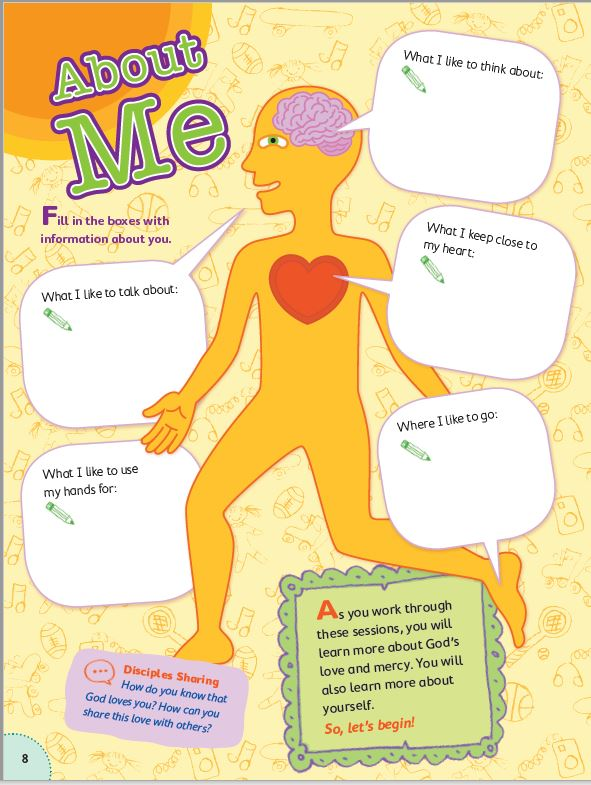 About
Me
Fill in the boxes with
information about you.
What I like to think about:
What I keep close to
my heart:
What I like to talk about:
Where I like to go:
What I like to use
my hands for:
As you work through
these sessions, you will
learn more about God's
love and mercy. You will
also learn more about
yourself.
So, let's begin!
Disciples Sharing
How do you know that
God loves you? How can you
share this love with others?
8